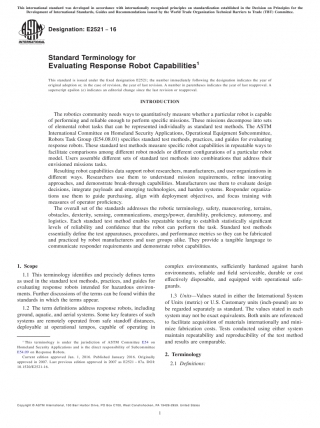 This international standard was developed in accordance with internationally recognized principles on standardization established in the Decision on Principles for the
Development of International Standards, Guides and Recommendations issued by the World Trade Organization Technical Barriers to Trade (TBT) Committee.
Designation: E2521 - 16
Standard Terminology for
Evaluating Response Robot Capabilities¹
This standard is issued under the fixed designation E2521; the number immediately following the designation indicates the year of
original adoption or, in the case of revision, the year of last revision. A number in parentheses indicates the year of last reapproval. A
superscript epsilon (ε) indicates an editorial change since the last revision or reapproval.
INTRODUCTION
The robotics community needs ways to quantitatively measure whether a particular robot is capable
of performing and reliable enough to perform specific missions. These missions decompose into sets
of elemental robot tasks that can be represented individually as standard test methods. The ASTM
International Committee on Homeland Security Applications, Operational Equipment Subcommittee,
Robots Task Group (E54.08.01) specifies standard test methods, practices, and guides for evaluating
response robots. These standard test methods measure specific robot capabilities in repeatable ways to
facilitate comparisons among different robot models or different configurations of a particular robot
model. Users assemble different sets of standard test methods into combinations that address their
envisioned missions tasks.
Resulting robot capabilities data support robot researchers, manufacturers, and user organizations in
different ways. Researchers use them to understand mission requirements, refine innovating
approaches, and demonstrate break-through capabilities. Manufacturers use them to evaluate design
decisions, integrate payloads and emerging technologies, and harden systems. Responder organiza-
tions use them to guide purchasing, align with deployment objectives, and focus training with
measures of operator proficiency.
The overall set of the standards addresses the robotic terminology, safety, maneuvering, terrains,
obstacles, dexterity, sensing, communications, energy/power, durability, proficiency, autonomy, and
logistics. Each standard test method enables repeatable testing to establish statistically significant
levels of reliability and confidence that the robot can perform the task. Standard test methods
essentially define the test apparatuses, procedures, and performance metrics so they can be fabricated
and practiced by robot manufacturers and user groups alike. They provide a tangible language to
communicate responder requirements and demonstrate robot capabilities.
1. Scope
1.1 This terminology identifies and precisely defines terms
as used in the standard test methods, practices, and guides for
evaluating response robots intended for hazardous environ-
ments. Further discussions of the terms can be found within the
standards in which the terms appear.
1.2 The term definitions address response robots, including
ground, aquatic, and aerial systems. Some key features of such
systems are remotely operated from safe standoff distances,
deployable at operational tempos, capable of operating in
complex environments, sufficiently hardened against harsh
environments, reliable and field serviceable, durable or cost
effectively disposable, and equipped with operational safe-
guards.
1.3 Units—Values stated in either the International System
of Units (metric) or U.S. Customary units (inch-pound) are to
be regarded separately as standard. The values stated in each
system may not be exact equivalents. Both units are referenced
to facilitate acquisition of materials internationally and mini-
mize fabrication costs. Tests conducted using either system
maintain repeatability and reproducibility of the test method
and results are comparable.
2. Terminology
2.1 Definitions:
¹ This terminology is under the jurisdiction of ASTM Committee E54 on
Homeland Security Applications and is the direct responsibility of Subcommittee
E54.09 on Response Robots.
Current edition approved Jan. 1, 2016. Published January 2016. Originally
approved in 2007. Last previous edition approved in 2007 as E2521 – 07a. DOI:
10.1520/E2521-16.
Copyright © ASTM International, 100 Barr Harbor Drive, PO Box C700, West Conshohocken, PA 19428-2959. United States
1